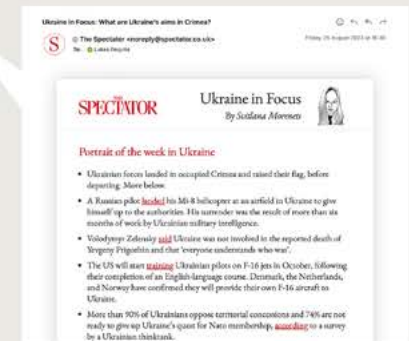 Ukraine in Focus: What are Ukraine's aims in Crimea?
S
The Spectator <noreply@spectator.co.uk>
To:
Friday, 25 August 2023 at
THE
SPECTATOR
Ukraine in Focus
By Svitlana Morenets
Portrait of the week in Ukraine
• Ukrainian forces landed in occupied Crimea and raised their flag, before
departing. More below.
• A Russian pilot landed his Mi-8 helicopter at an airfield in Ukraine to give
himself up to the authorities. His surrender was the result of more than six
months of work by Ukrainian military intelligence.
• Volodymyr Zelensky said Ukraine was not involved in the reported death of
Yevgeny Prigozhin and that 'everyone understands who was'.
• The US will start training Ukrainian pilots on F-16 jets in October, following
their completion of an English-language course. Denmark, the Netherlands,
and Norway have confirmed they will provide their own F-16 aircraft to
Ukraine.
• More than 90% of Ukrainians oppose territorial concessions and 74% are not
ready to give up Ukraine's quest for Nato membership, according to a survey
by a Ukrainian thinktank.